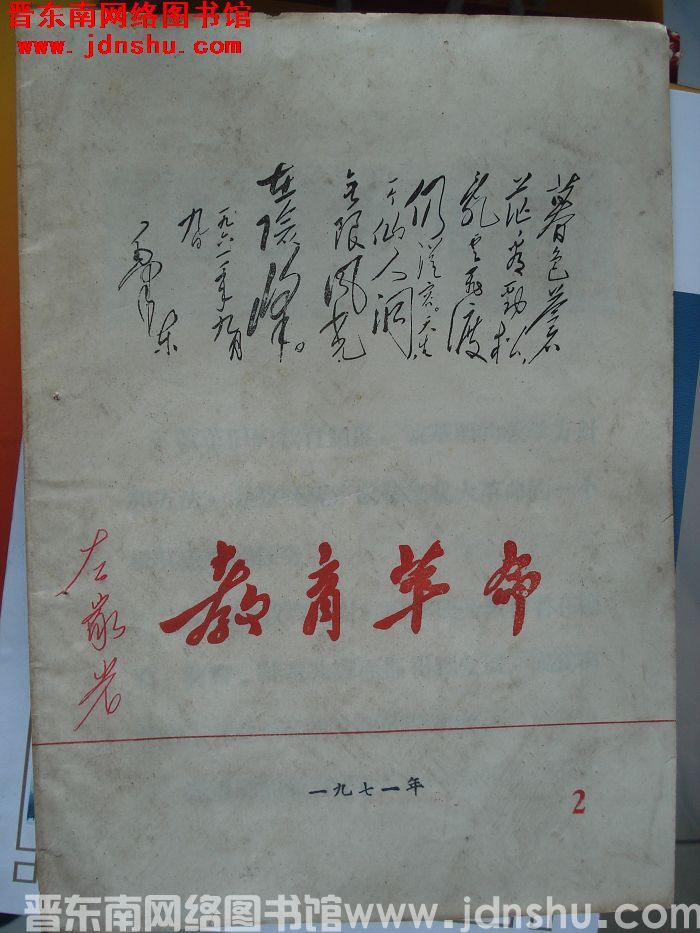 晋东南网络图书馆
www.jdnshu.com
暮色苍
茫看劲松,
乱云飞渡
仍从容。天生
一个仙人洞,
无限风光
在险峰。
一九六一年九月
九日
毛泽东
教育革命
一九七一年
2
晋东南网络图书馆www.jdnshu.com